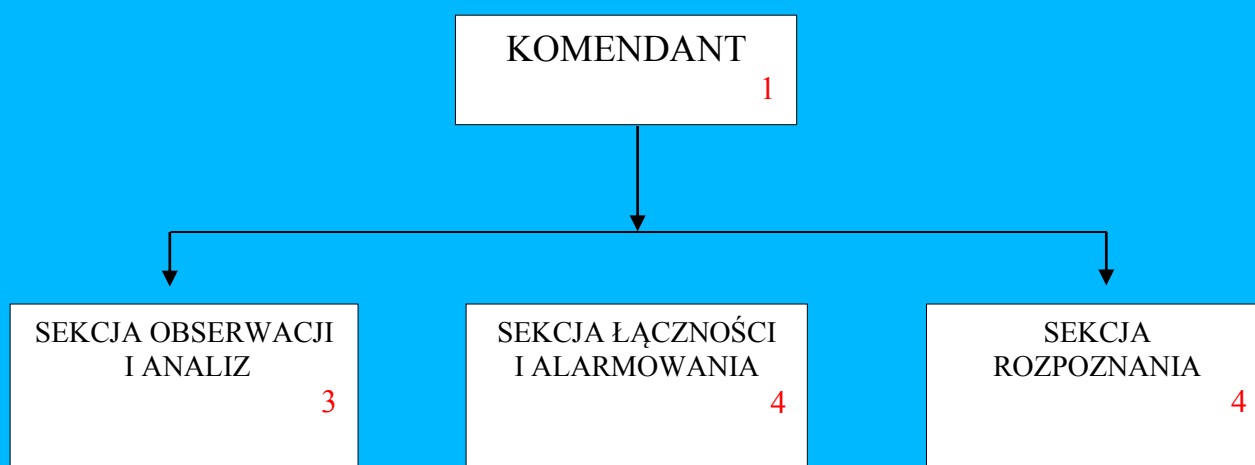 KOMENDANT
1
SEKCJA OBSERWACJI
I ANALIZ
3
SEKCJA ŁĄCZNOŚCI
I ALARMOWANIA
4
SEKCJA
ROZPOZNANIA
4